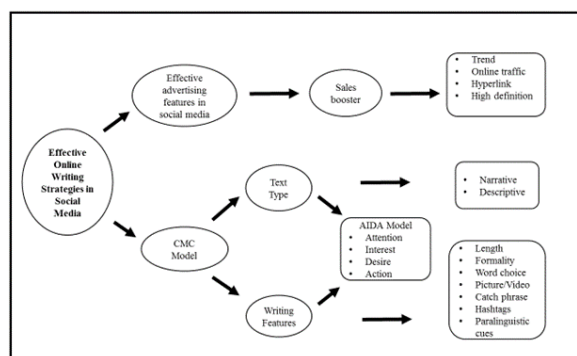 Effective
advertising
features in
social media
Sales
booster
• Trend
• Online traffic
• Hyperlink
• High definition
Effective
Online
Writing
Strategies in
Social
Media
Text
Type
• Narrative
• Descriptive
CMC
Model
AIDA Model
• Attention
• Interest
• Desire
• Action
Writing
Features
• Length
• Formality
• Word choice
• Picture/Video
• Catch phrase
• Hashtags
• Paralinguistic
cues